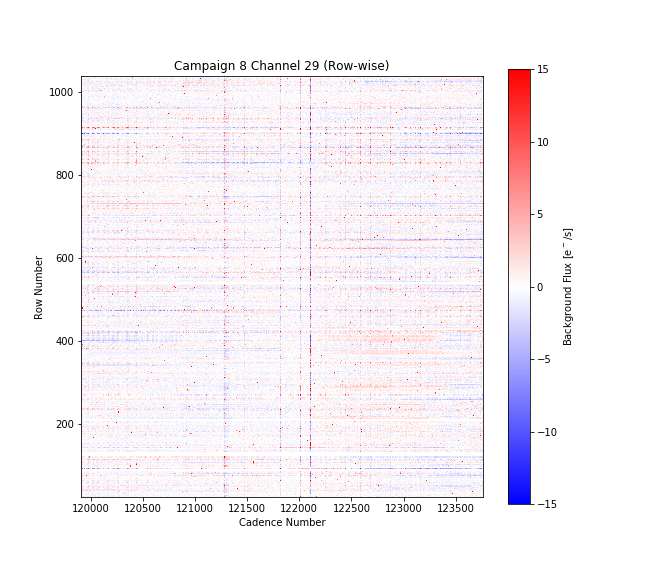 Campaign 8 Channel 29 (Row-wise)
1000
800
600
400
200
Row Number
120000 120500 121000 121500 122000 122500 123000 123500
Cadence Number
15
10
5
0
−5
−10
−15
Background Flux [e⁻/s]